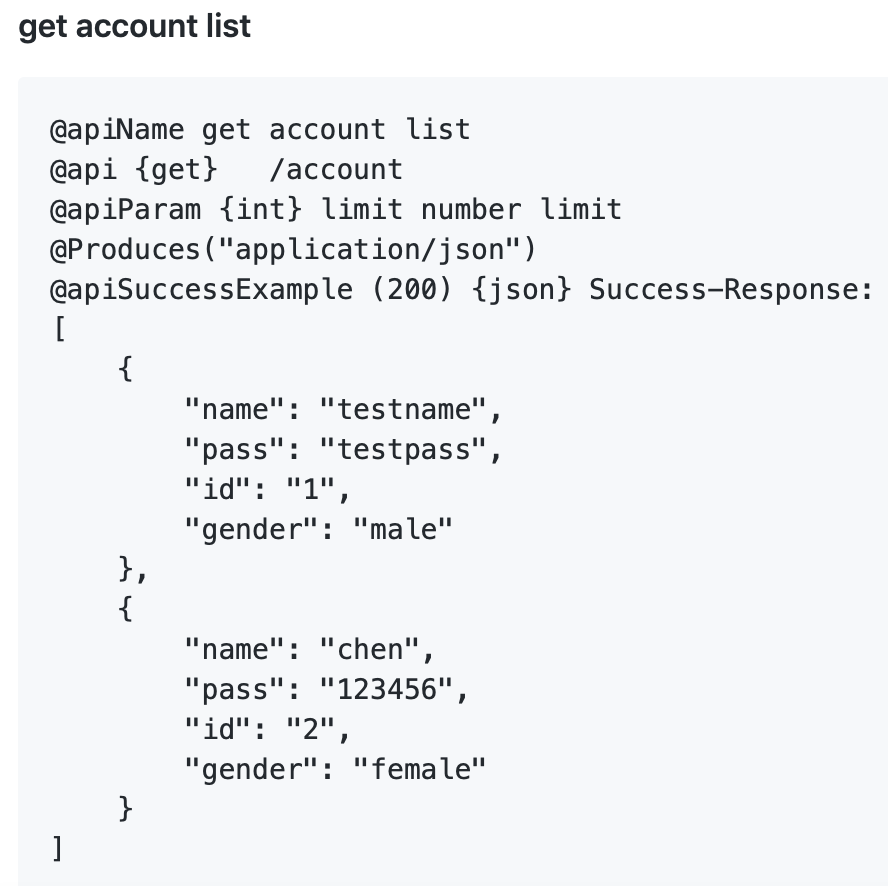 get account list
@apiName get account list
@api {get}   /account
@apiParam {int} limit number limit
@Produces("application/json")
@apiSuccessExample (200) {json} Success-Response:
[
    {
        "name": "testname",
        "pass": "testpass",
        "id": "1",
        "gender": "male"
    },
    {
        "name": "chen",
        "pass": "123456",
        "id": "2",
        "gender": "female"
    }
]